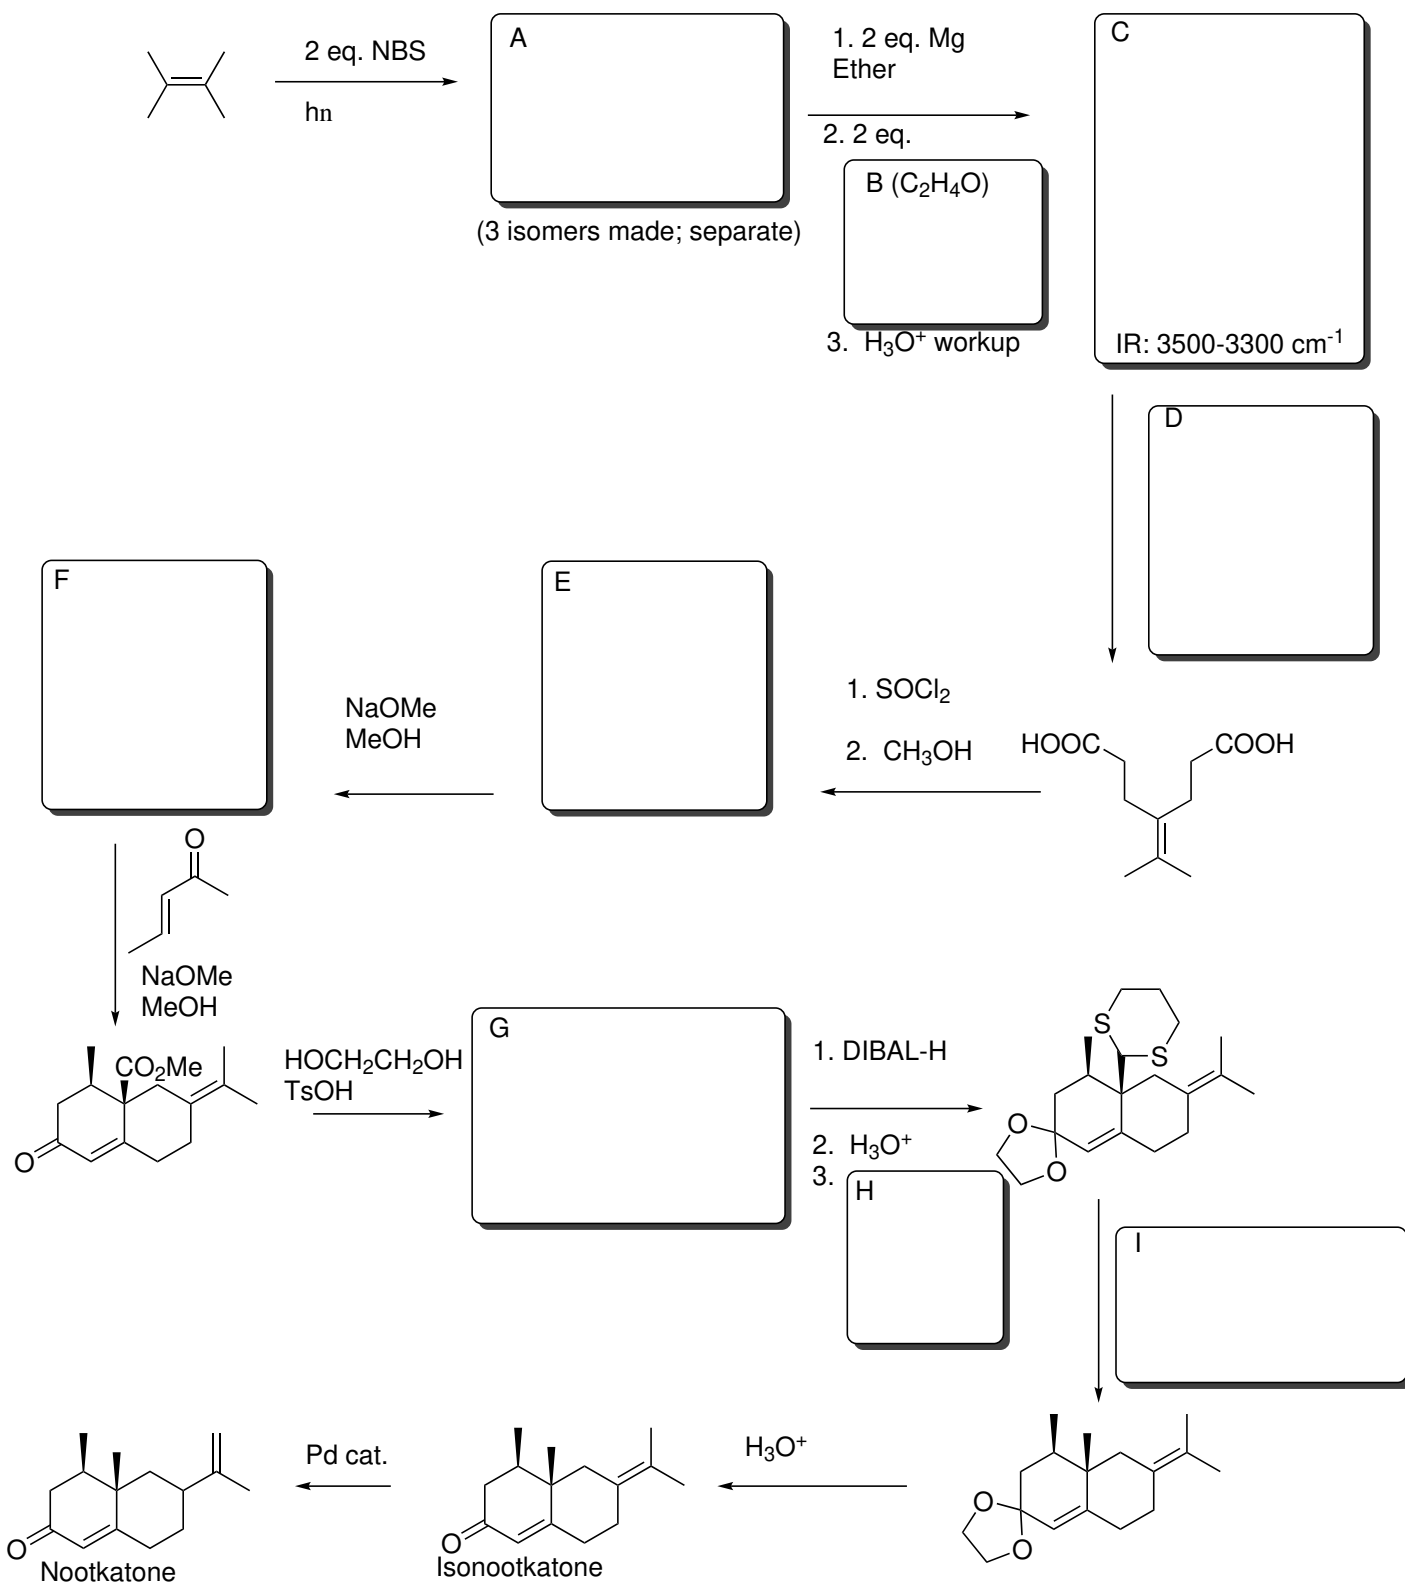 2 eq. NBS
hn
A
(3 isomers made; separate)
1. 2 eq. Mg
Ether
2. 2 eq.
B (C₂H₄O)
3. H₃O⁺ workup
C
IR: 3500-3300 cm⁻¹
D
HOOC
COOH
1. SOCl₂
2. CH₃OH
E
NaOMe
MeOH
F
O
NaOMe
MeOH
CO₂Me
O
HOCH₂CH₂OH
TsOH
G
1. DIBAL-H
2. H₃O⁺
3.
H
S
S
O
O
I
O
O
H₃O⁺
O
Isonootkatone
Pd cat.
O
Nootkatone